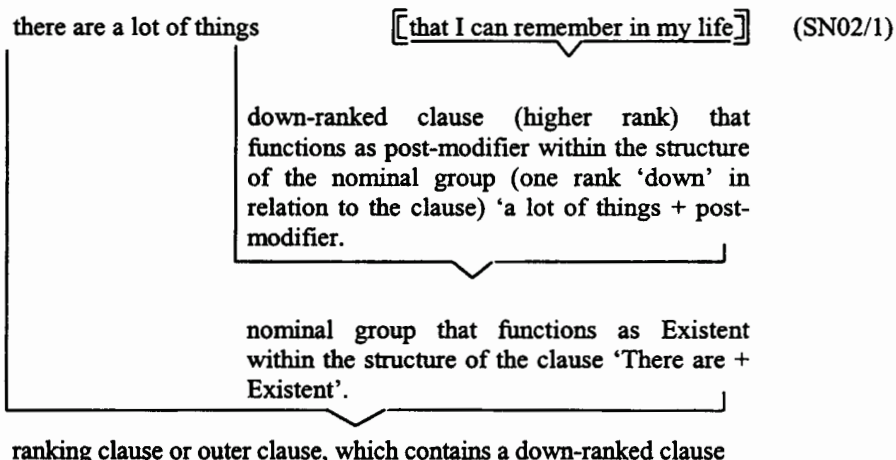 there are a lot of things [[that I can remember in my life]] (SN02/1)
down-ranked clause (higher rank) that
functions as post-modifier within the structure
of the nominal group (one rank ‘down’ in
relation to the clause) ‘a lot of things + post-
modifier.
nominal group that functions as Existent
within the structure of the clause ‘There are +
Existent’.
ranking clause or outer clause, which contains a down-ranked clause